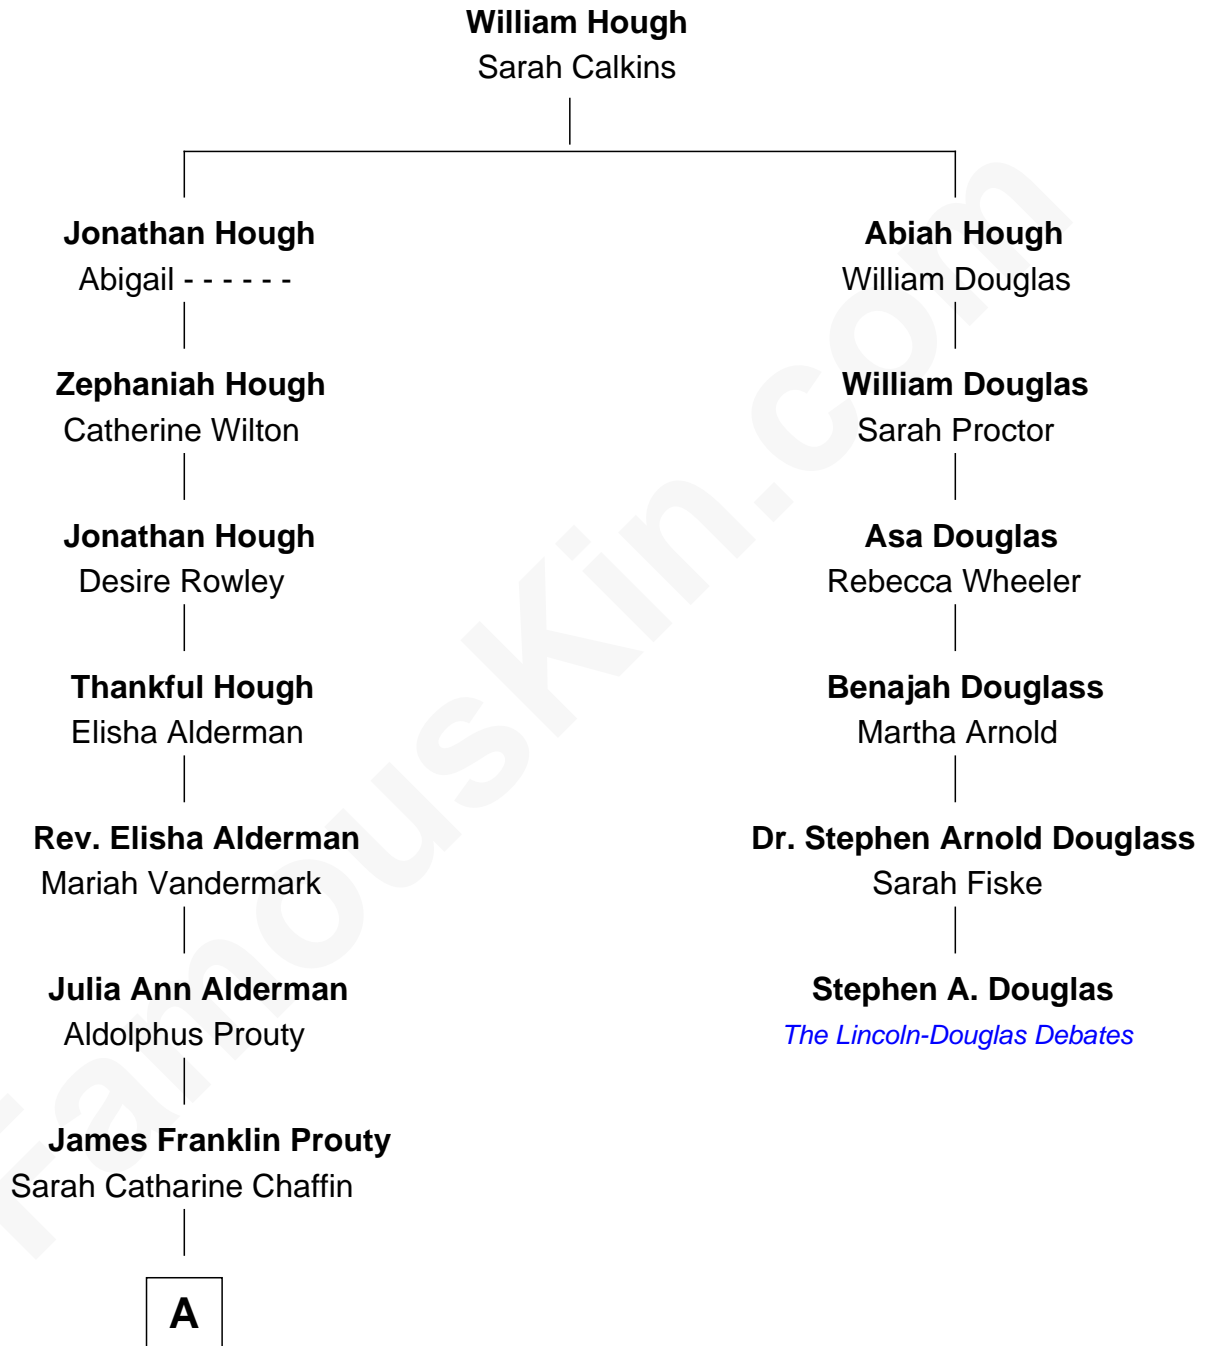 William Hough
Sarah Calkins
Jonathan Hough
Abigail - - - - - -
Abiah Hough
William Douglas
Zephaniah Hough
Catherine Wilton
William Douglas
Sarah Proctor
Jonathan Hough
Desire Rowley
Asa Douglas
Rebecca Wheeler
Thankful Hough
Elisha Alderman
Benajah Douglass
Martha Arnold
Rev. Elisha Alderman
Mariah Vandermark
Dr. Stephen Arnold Douglass
Sarah Fiske
Julia Ann Alderman
Aldolphus Prouty
Stephen A. Douglas
The Lincoln-Douglas Debates
James Franklin Prouty
Sarah Catharine Chaffin
A
FamousKin.com